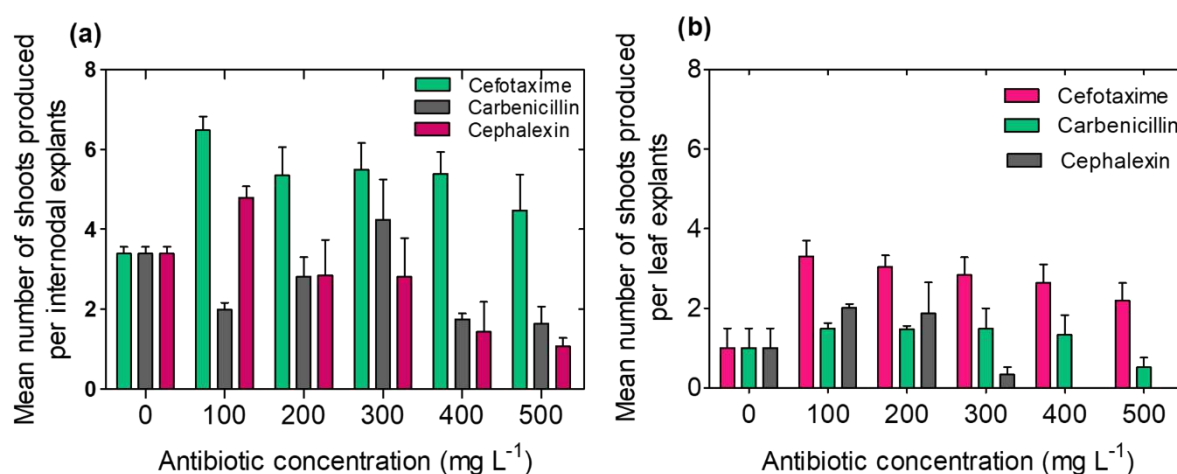 (a)
Mean number of shoots produced
per internodal explants
8
6
4
2
0
Cefotaxime
Carbenicillin
Cephalexin
0 100 200 300 400 500
Antibiotic concentration (mg L⁻¹)
(b)
Mean number of shoots produced
per leaf explants
8
6
4
2
0
Cefotaxime
Carbenicillin
Cephalexin
0 100 200 300 400 500
Antibiotic concentration (mg L⁻¹)